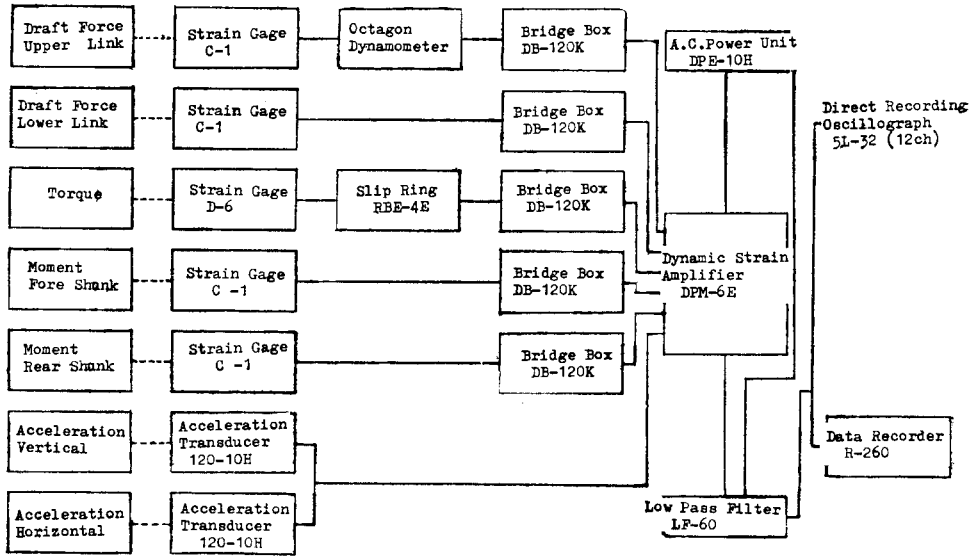 Draft Force
Upper Link
Strain Gage
C-1
Octagon
Dynamometer
Bridge Box
DB-120K
A.C.Power Unit
DPE-10H
Draft Force
Lower Link
Strain Gage
C-1
Bridge Box
DB-120K
Direct Recording
Oscillograph
5L-32 (12ch)
Torque
Strain Gage
D-6
Slip Ring
RBE-4E
Bridge Box
DB-120K
Dynamic Strain
Amplifier
DPM-6E
Moment
Fore Shank
Strain Gage
C -1
Bridge Box
DB-120K
Moment
Rear Shank
Strain Gage
C -1
Bridge Box
DB-120K
Acceleration
Vertical
Acceleration
Transducer
120-10H
Data Recorder
R-260
Acceleration
Horizontal
Acceleration
Transducer
120-10H
Low Pass Filter
LF-60